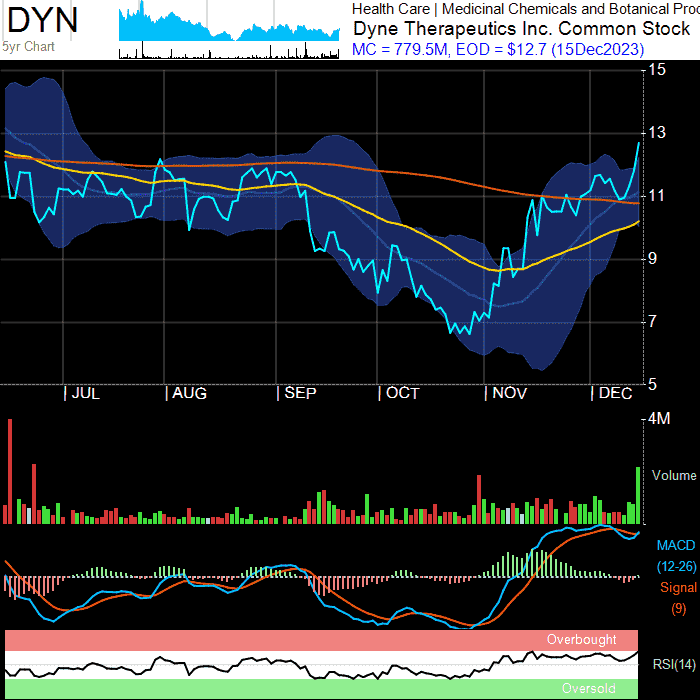 DYN
5yr Chart
Health Care | Medicinal Chemicals and Botanical Proc
Dyne Therapeutics Inc. Common Stock
MC = 779.5M, EOD = $12.7 (15Dec2023)
15
13
11
9
7
5
| JUL | AUG | SEP | OCT | NOV | DEC
4M
Volume
MACD
(12-26)
Signal
(9)
Overbought
RSI(14)
Oversold